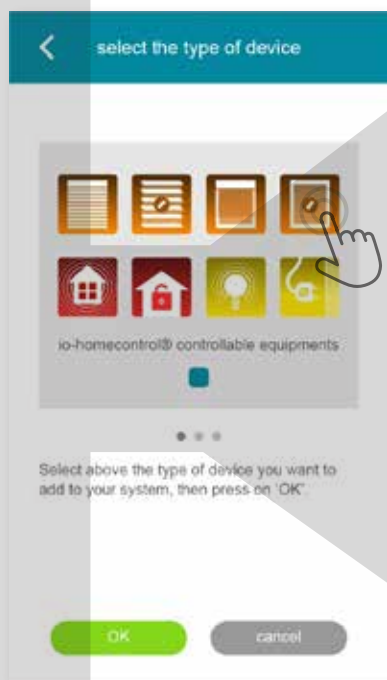 select the type of device
io-homecontrol® controllable equipments
Select above the type of device you want to
add to your system, then press on 'OK'.
OK
cancel